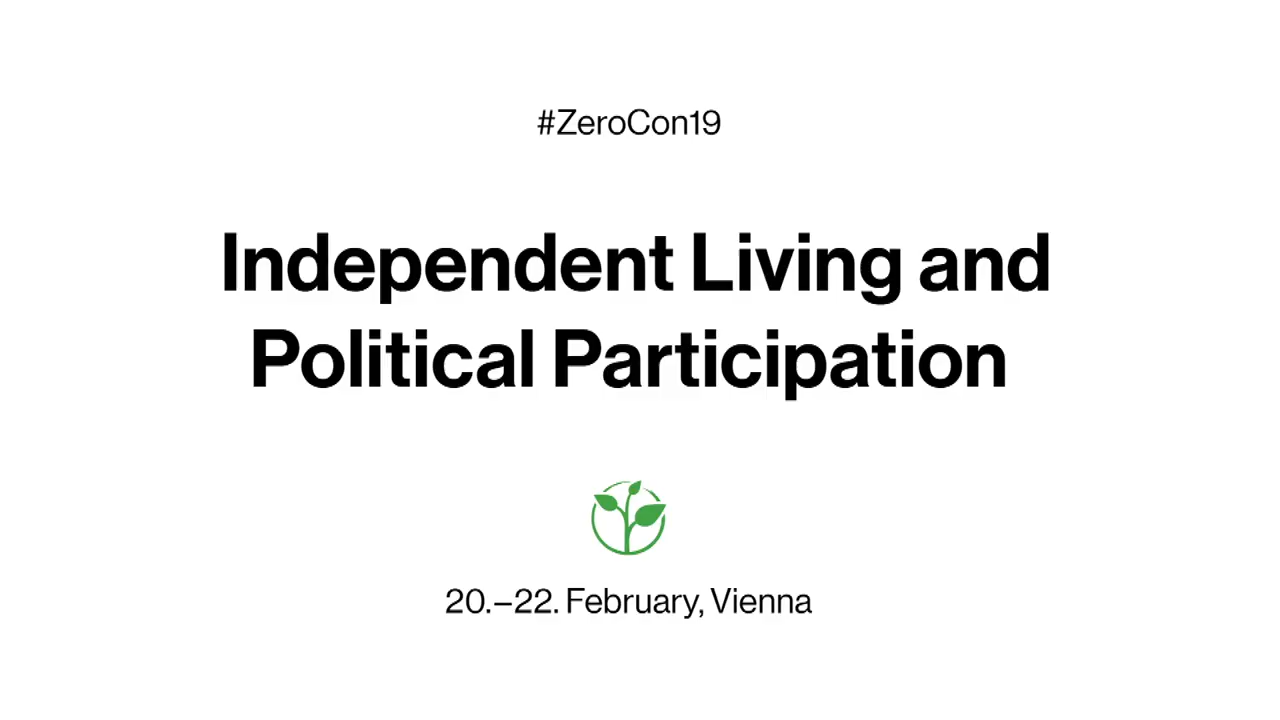 #ZeroCon19
Independent Living and
Political Participation
20.–22. February, Vienna